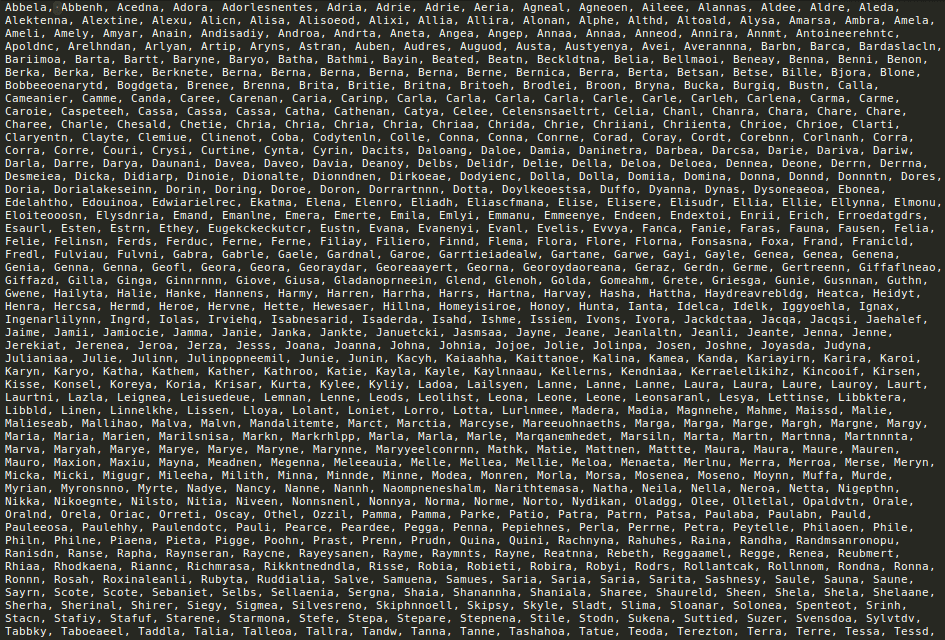 Abbela, Abbenh, Acedna, Adora, Adorlesnentes, Adria, Adrie, Adrie, Aeria, Agneal, Agneoen, Aileee, Alannas, Aldee, Aldre, Aleda,
Alektenna, Alextine, Alexu, Alicn, Alisa, Alisoeod, Alixi, Allia, Allira, Alonan, Alphe, Althd, Altoald, Alysa, Amarsa, Ambra, Amela,
Ameli, Amely, Amyar, Anain, Andisadiy, Androa, Andrta, Aneta, Angea, Angep, Annaa, Annaa, Anneod, Annira, Annmt, Antoineerehntc,
Apoldnc, Arelhndan, Arlyan, Artip, Aryns, Astran, Auben, Audres, Auguod, Austa, Austyenya, Avei, Averannna, Barbn, Barca, Bardaslacln,
Bariimoa, Barta, Bartt, Baryne, Baryo, Batha, Bathmi, Bayin, Beated, Beatn, Beckldtna, Belia, Bellmaoi, Beneay, Benna, Benni, Benon,
Berka, Berka, Berke, Berknete, Berna, Berna, Berna, Berna, Berna, Berne, Bernica, Berra, Berta, Betsan, Betse, Bille, Bjora, Blone,
Bobbeeoenarytd, Bogdgeta, Brenee, Brenna, Brita, Britie, Britna, Britoeh, Brodlei, Broon, Bryna, Bucka, Burgiq, Bustn, Calla,
Cameanier, Camme, Canda, Caree, Carenan, Caria, Carinp, Carla, Carla, Carla, Carla, Carle, Carle, Carleh, Carlena, Carma, Carme,
Caroie, Caspeteeh, Cassa, Cassa, Cassa, Catha, Cathenan, Catya, Celea, Celensnsaeltrt, Celia, Chanl, Chanra, Chara, Chare, Chare,
Charee, Charle, Chesald, Chetie, Chria, Chria, Chria, Chria, Chriaa, Chrida, Chrie, Chriiani, Chriienta, Chrioe, Chrioe, Clarti,
Claryentn, Clayte, Clemiue, Clinenot, Coba, Codytenln, Colle, Conna, Conna, Conrne, Corad, Coray, Cordt, Corebnn, Corlnanh, Corra,
Corra, Corre, Couri, Crysi, Curtine, Cynta, Cyrin, Dacits, Daloang, Daloe, Damia, Daninetra, Darbea, Darcsa, Darie, Dariva, Dariw,
Darla, Darre, Darya, Daunani, Davea, Daveo, Davia, Deanoy, Delbs, Delidr, Delie, Della, Deloa, Deloea, Dennea, Deone, Derrn, Derrna,
Desmeiea, Dicka, Didiarp, Dinoie, Dionalte, Dionndnen, Dirkoeae, Dodyienc, Dolla, Dolla, Domiia, Domina, Donna, Donnd, Donnntn, Dores,
Doria, Dorialakeseinn, Dorin, Doring, Doroe, Doron, Dorrartnnn, Dotta, Doylkeoestsa, Duffo, Dyanna, Dynas, Dysoneaeoa, Ebonea,
Edelahtho, Edouinoa, Edwiarielrec, Ekatma, Elena, Elenro, Eliadh, Eliascfmana, Elise, Elisere, Elisudr, Ellia, Ellie, Ellynna, Elmonu,
Eloiteooosn, Elysdnria, Emand, Emanlne, Emera, Emerte, Emila, Emlyi, Emmanu, Emmeenye, Endeen, Endextoi, Enrii, Erich, Erroedatgdrs,
Esaurl, Esten, Estrn, Ethey, Eugekckeckutcr, Eustn, Evana, Evanenyi, Evanl, Evelis, Evvya, Fanca, Fanie, Faras, Fauna, Fausen, Felia,
Felie, Felinsn, Ferds, Ferduc, Ferne, Ferne, Filiay, Filiero, Finnd, Flema, Flora, Flore, Florna, Fonsasna, Foxa, Frand, Franicld,
Fredl, Fulviau, Fulvni, Gabra, Gabrle, Gaele, Gardnal, Garoe, Garrtieiadealw, Gartane, Garwe, Gayi, Gayle, Genea, Genea, Genena,
Genia, Genna, Genna, Geofl, Geora, Geora, Georaydar, Georeaayert, Georna, Georoydaoreana, Geraz, Gerdn, Germe, Gertreenn, Giffaflneao,
Giffazd, Gilla, Ginga, Ginnrnnn, Giove, Giusa, Gladanoprneein, Glend, Glenoh, Golda, Gomeahm, Grete, Griesga, Gunie, Gusnnan, Guthn,
Gwene, Hailyta, Halie, Hanke, Hannens, Harmy, Harren, Harrha, Harrs, Hartna, Harvay, Hasha, Hattha, Haydreavrebldg, Heatca, Heidyt,
Henra, Hercsa, Hermd, Heroe, Hervne, Hette, Hewesaer, Hillna, Homeyisiroe, Honoy, Hunta, Ianta, Idelca, Idelk, Iggyoehla, Ignax,
Ingenarlilynn, Ingrd, Iolas, Irviehq, Isabnesarid, Isaderda, Isahd, Ishme, Issiem, Ivons, Ivora, Jackdctaa, Jacqa, Jacqsi, Jaehalef,
Jaime, Jamii, Jamiocie, Jamma, Janie, Janka, Jankte, Januetcki, Jasmsaa, Jayne, Jeane, Jeanlaltn, Jeanli, Jeante, Jenna, Jenne,
Jerekiat, Jerenea, Jeroa, Jerza, Jesss, Joana, Joanna, Johna, Johnia, Jojoe, Jolie, Jolinpa, Josen, Joshne, Joyasda, Judyna,
Julianiaa, Julie, Julinn, Julinpopneemil, Junie, Junin, Kacyh, Kaiaahha, Kaittanoe, Kalina, Kamea, Kanda, Kariayirn, Karira, Karoi,
Karyn, Karyo, Katha, Kathem, Kather, Kathroo, Katie, Kayla, Kayle, Kaylnnaau, Kellerns, Kendniaa, Kerraelelikihz, Kincooif, Kirsen,
Kisse, Konsel, Koreya, Koria, Krisar, Kurta, Kylee, Kyliy, Ladoa, Lailsyen, Lanne, Lanne, Lanne, Laura, Laura, Laure, Lauroy, Laurt,
Laurtni, Lazla, Leignea, Leisuedeue, Lemnan, Lenne, Leods, Leolihst, Leona, Leone, Leone, Leonsaranl, Lesya, Lettinse, Libbktera,
Libbld, Linen, Linnelkhe, Lissen, Lloya, Lolant, Loniet, Lorro, Lotta, Lurlnmee, Madera, Madia, Magnnehe, Mahme, Maissd, Malie,
Malieseab, Mallihao, Malva, Malvn, Mandalitemte, Marct, Marctia, Marcyse, Mareeuohnaeths, Marga, Marga, Marge, Margh, Margne, Margy,
Maria, Maria, Marien, Marilsnisa, Markn, Markrhlpp, Marla, Marla, Marle, Marqanemhedet, Marsiln, Marta, Martn, Martnna, Martnnnta,
Marva, Maryah, Marye, Marye, Marye, Maryne, Marynne, Maryyeelconrnn, Mathk, Matie, Mattnen, Mattte, Maura, Maura, Maure, Mauren,
Mauro, Maxion, Maxiu, Mayna, Madnen, Megenna, Meleeauia, Melle, Mellea, Mellie, Meloa, Menaeta, Merlnu, Merra, Merroa, Merse, Meryn,
Micka, Micki, Migugr, Mileeha, Milith, Minna, Minnde, Minne, Modea, Monren, Morla, Morsa, Mosenea, Moseno, Moynn, Muffa, Murde,
Myrian, Myronsnno, Myrte, Nadye, Nancy, Nanne, Nannh, Naompneneshalm, Narithtemassa, Natha, Neila, Nella, Neroa, Netta, Nigepthn,
Nikka, Nikoegnte, Nilsto, Nitia, Niveen, Nonnsnenl, Nonnya, Norma, Norme, Norto, Nydikan, Oladgg, Olee, Olletlal, Opaldvtn, Orale,
Oralnd, Orela, Oriac, Orreti, Oscay, Othel, Ozzil, Pamma, Pamma, Parke, Patio, Patra, Patrn, Patsa, Paulaba, Paulabn, Pauld,
Pauleeosa, Paulehhy, Paulendotc, Pauli, Pearce, Peardee, Pegga, Penna, Pepiehnes, Perla, Perrne, Petra, Peytelle, Philaoen, Phile,
Philn, Philne, Piaena, Pieta, Pigge, Poohn, Prast, Prenn, Prudn, Quina, Quini, Rachnyna, Rahuhes, Raina, Randha, Randmsaronopu,
Ranisdn, Ranse, Rapha, Raynseran, Raycne, Rayeysanen, Rayme, Raymnts, Rayne, Reatnna, Rebeth, Reggaamel, Regge, Renea, Reubmert,
Rhiaa, Rhodkaena, Riannc, Richmrasa, Rikkntnedndla, Risse, Robia, Robieti, Robira, Robyi, Rodrs, Rollantcak, Rollnnom, Rondna, Ronna,
Ronnn, Rosah, Roxinaleanli, Rubyta, Ruddialia, Salve, Samuena, Samues, Saria, Saria, Saria, Sarita, Sashnesy, Saule, Sauna, Saune,
Sayrn, Scote, Scote, Sebaniet, Selbs, Sellaenia, Sergna, Shaia, Shanannha, Shaniala, Sharee, Shaureld, Sheen, Shela, Shela, Shelaane,
Sherha, Sherinal, Shirer, Siegy, Sigmea, Silvesreno, Skiphnnoell, Skipsy, Skyle, Sladt, Slima, Sloanar, Solonea, Spenteot, Srinh,
Stacn, Stafiy, Stafuf, Starene, Starmona, Stefe, Stepa, Stepare, Stepnena, Stile, Stodn, Sukena, Suttied, Suzer, Svensdoa, Sylvtdv,
Tabbky, Taboeaeel, Taddla, Talia, Talleoa, Tallra, Tandw, Tanna, Tanne, Tashahoa, Tatue, Teoda, Terezton, Terra, Terre, Tessa, Tessd,